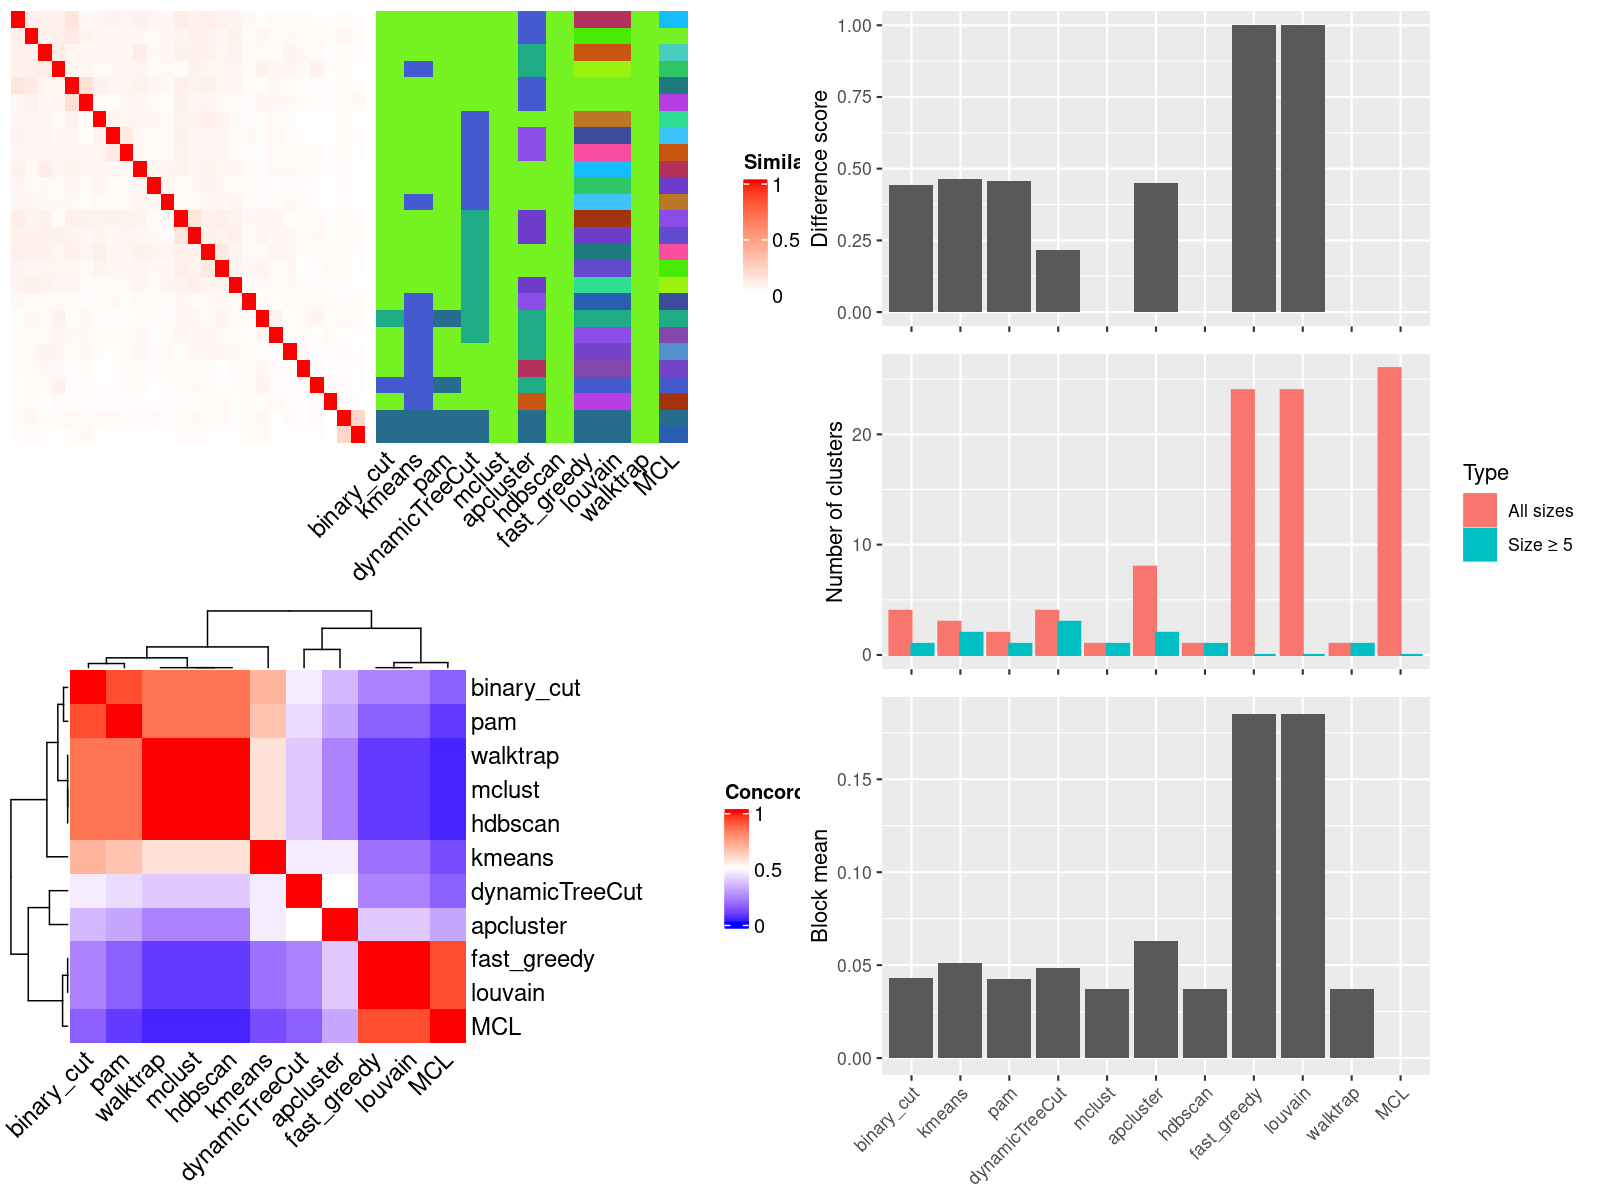 Simila
1
0.5
0
binary_cut
kmeans
pam
dynamicTreeCut
mclust
apcluster
hdbscan
fast_greedy
louvain
walktrap
MCL
Difference score
1.00
0.75
0.50
0.25
0.00
Number of clusters
20
10
0
Type
All sizes
Size ≥ 5
binary_cut
pam
walktrap
mclust
hdbscan
kmeans
dynamicTreeCut
apcluster
fast_greedy
louvain
MCL
binary_cut
pam
walktrap
mclust
hdbscan
kmeans
dynamicTreeCut
apcluster
fast_greedy
louvain
MCL
Concord
1
0.5
0
Block mean
0.15
0.10
0.05
0.00
binary_cut
kmeans
pam
dynamicTreeCut
mclust
apcluster
hdbscan
fast_greedy
louvain
walktrap
MCL